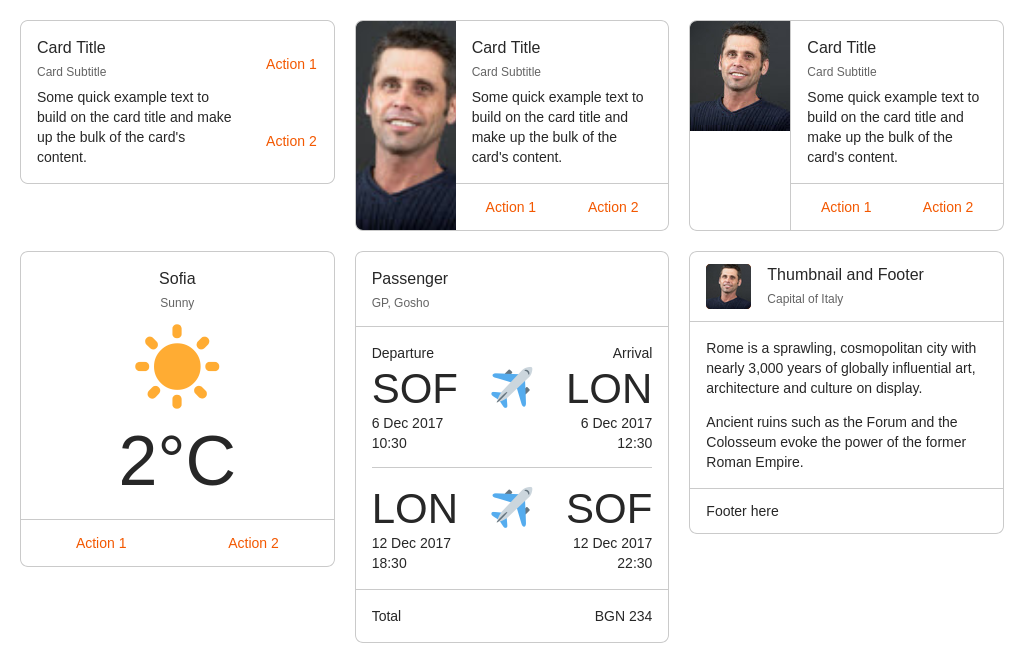 Card Title
Card Subtitle
Some quick example text to
build on the card title and make
up the bulk of the card's
content.
Action 1
Action 2
Card Title
Card Subtitle
Some quick example text to
build on the card title and
make up the bulk of the
card's content.
Action 1 Action 2
Card Title
Card Subtitle
Some quick example text to
build on the card title and
make up the bulk of the
card's content.
Action 1 Action 2
Sofia
Sunny
2°C
Action 1 Action 2
Passenger
GP, Gosho
Departure Arrival
SOF LON
6 Dec 2017 6 Dec 2017
10:30 12:30
LON SOF
12 Dec 2017 12 Dec 2017
18:30 22:30
Total BGN 234
Thumbnail and Footer
Capital of Italy
Rome is a sprawling, cosmopolitan city with
nearly 3,000 years of globally influential art,
architecture and culture on display.
Ancient ruins such as the Forum and the
Colosseum evoke the power of the former
Roman Empire.
Footer here